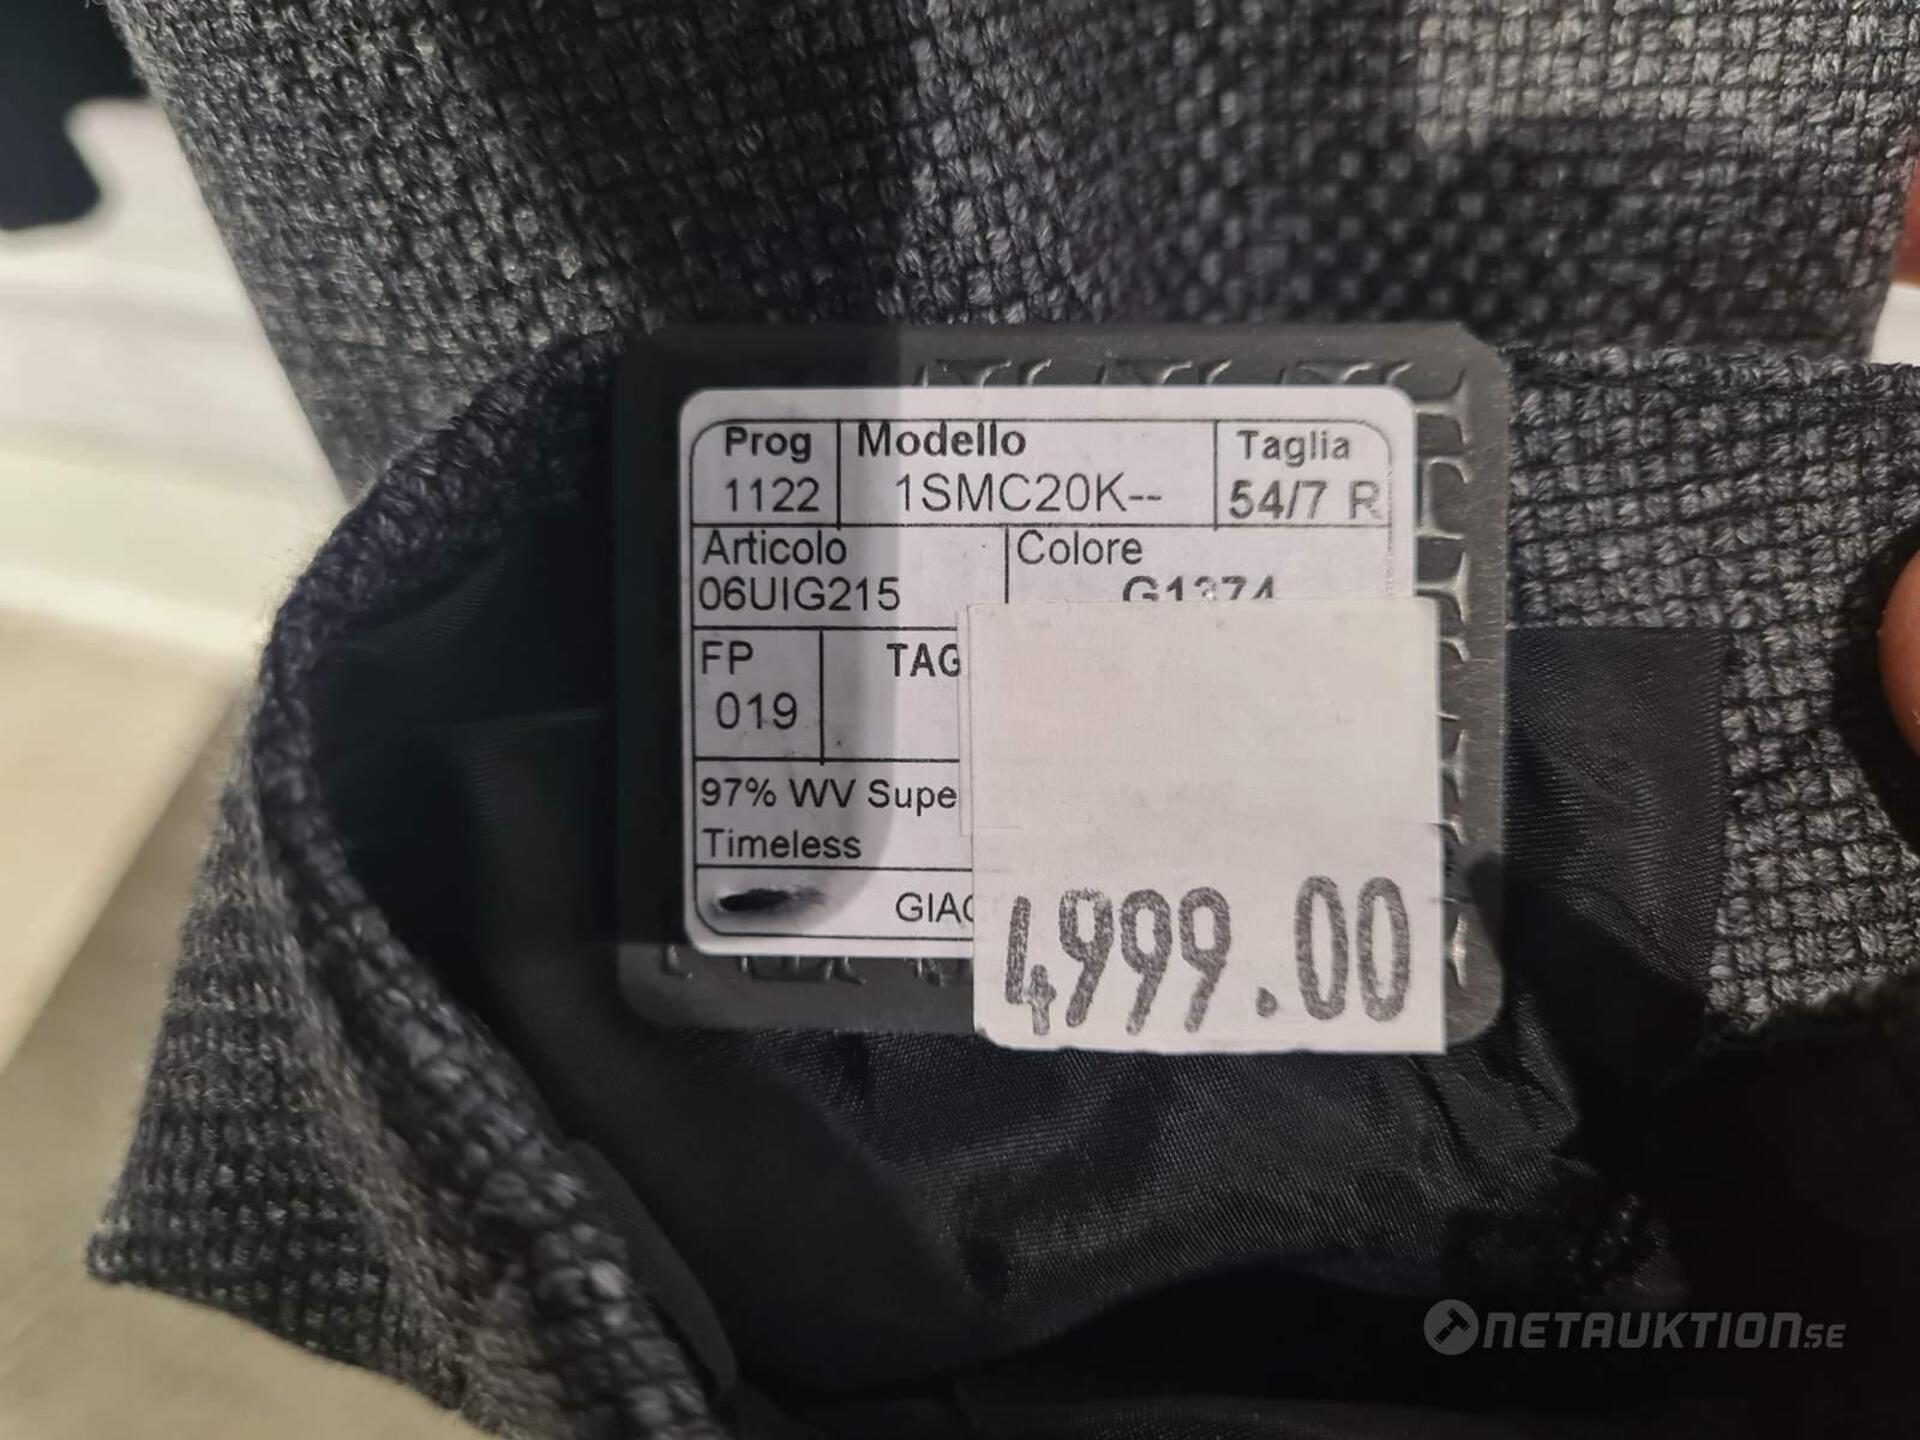 Prog Modello Taglia
1122 1SMC20K-- 54/7 R
Articolo Colore
06UIG215 G1374
FP TAG
019
97% WV Supe
Timeless
GIAC
4999.00
NETAUKTION.SE